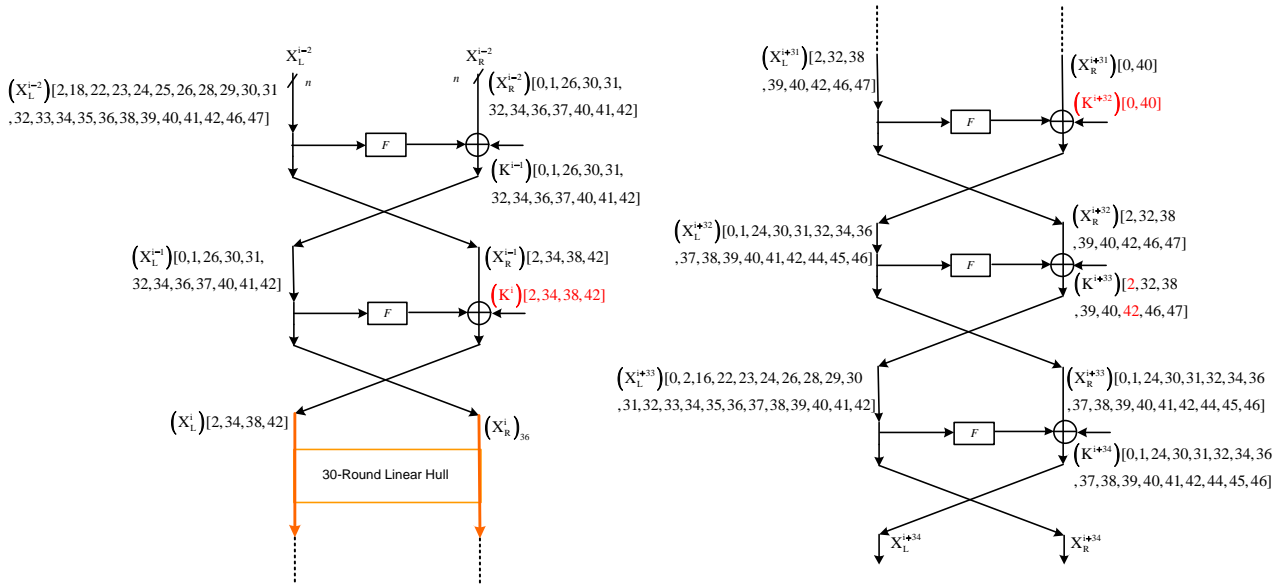 X_L^{i-2}
X_R^{i-2}
n
n
(X_L^{i-2})[2,18,22,23,24,25,26,28,29,30,31
,32,33,34,35,36,38,39,40,41,42,46,47]
(X_R^{i-2})[0,1,26,30,31,
32,34,36,37,40,41,42]
F
(K^{i-1})[0,1,26,30,31,
32,34,36,37,40,41,42]
(X_L^{i-1})[0,1,26,30,31,
32,34,36,37,40,41,42]
(X_R^{i-1})[2,34,38,42]
(K^i)[2,34,38,42]
F
(X_L^i)[2,34,38,42]
(X_R^i)_{36}
30-Round Linear Hull
(X_L^{i+31})[2,32,38
,39,40,42,46,47]
(X_R^{i+31})[0,40]
(K^{i+32})[0,40]
F
(X_L^{i+32})[0,1,24,30,31,32,34,36
,37,38,39,40,41,42,44,45,46]
(X_R^{i+32})[2,32,38
,39,40,42,46,47]
F
(K^{i+33})[2,32,38
,39,40,42,46,47]
(X_L^{i+33})[0,2,16,22,23,24,26,28,29,30
,31,32,33,34,35,36,37,38,39,40,41,42]
(X_R^{i+33})[0,1,24,30,31,32,34,36
,37,38,39,40,41,42,44,45,46]
F
(K^{i+34})[0,1,24,30,31,32,34,36
,37,38,39,40,41,42,44,45,46]
X_L^{i+34}
X_R^{i+34}